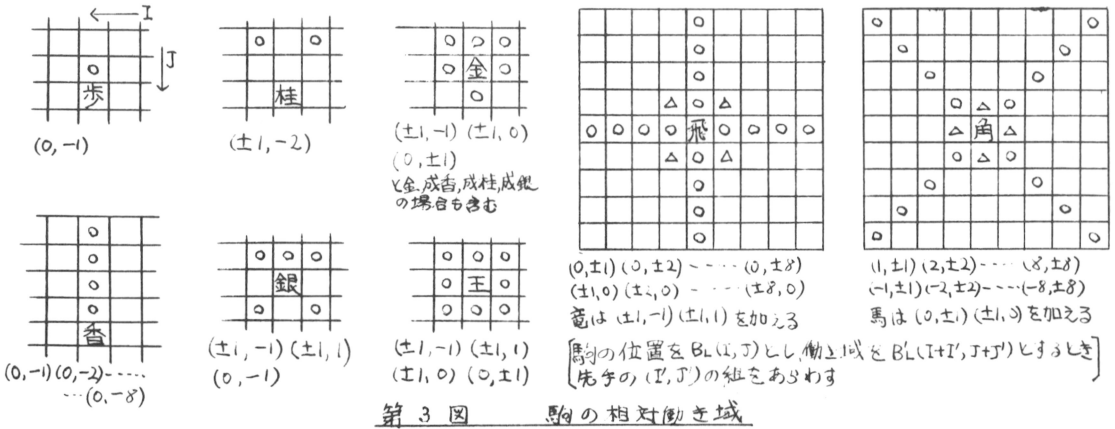 I
J
歩
(0,-1)
桂
(±1,-2)
金
(±1,-1) (±1,0)
(0,±1)
と金,成香,成桂,成銀
の場合も含む
香
(0,-1)(0,-2)-----
…(0,-8)
銀
(±1,-1)(±1,1)
(0,-1)
王
(±1,-1)(±1,1)
(±1,0)(0,±1)
飛
(0,±1)(0,±2)-----(0,±8)
(±1,0)(±2,0)-----(±8,0)
竜は(±1,-1)(±1,1)を加える
角
(1,±1)(2,±2)-----(8,±8)
(-1,±1)(-2,±2)----(-8,±8)
馬は(0,±1)(±1,0)を加える
[駒の位置をBL(I,J)とし,働き域をB'L(I+I',J+J')とするとき
先手の(I',J')の組をあらわす]
第3図 駒の相対働き域